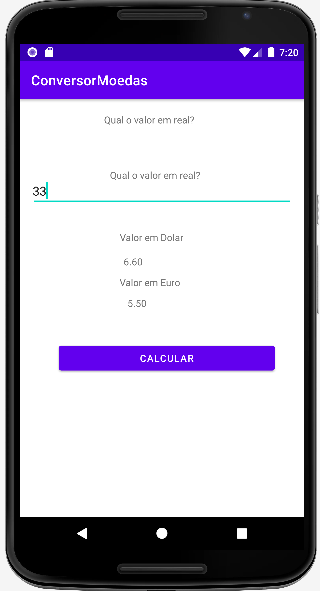 7:20
ConversorMoedas
Qual o valor em real?
Qual o valor em real?
33
Valor em Dolar
6.60
Valor em Euro
5.50
CALCULAR